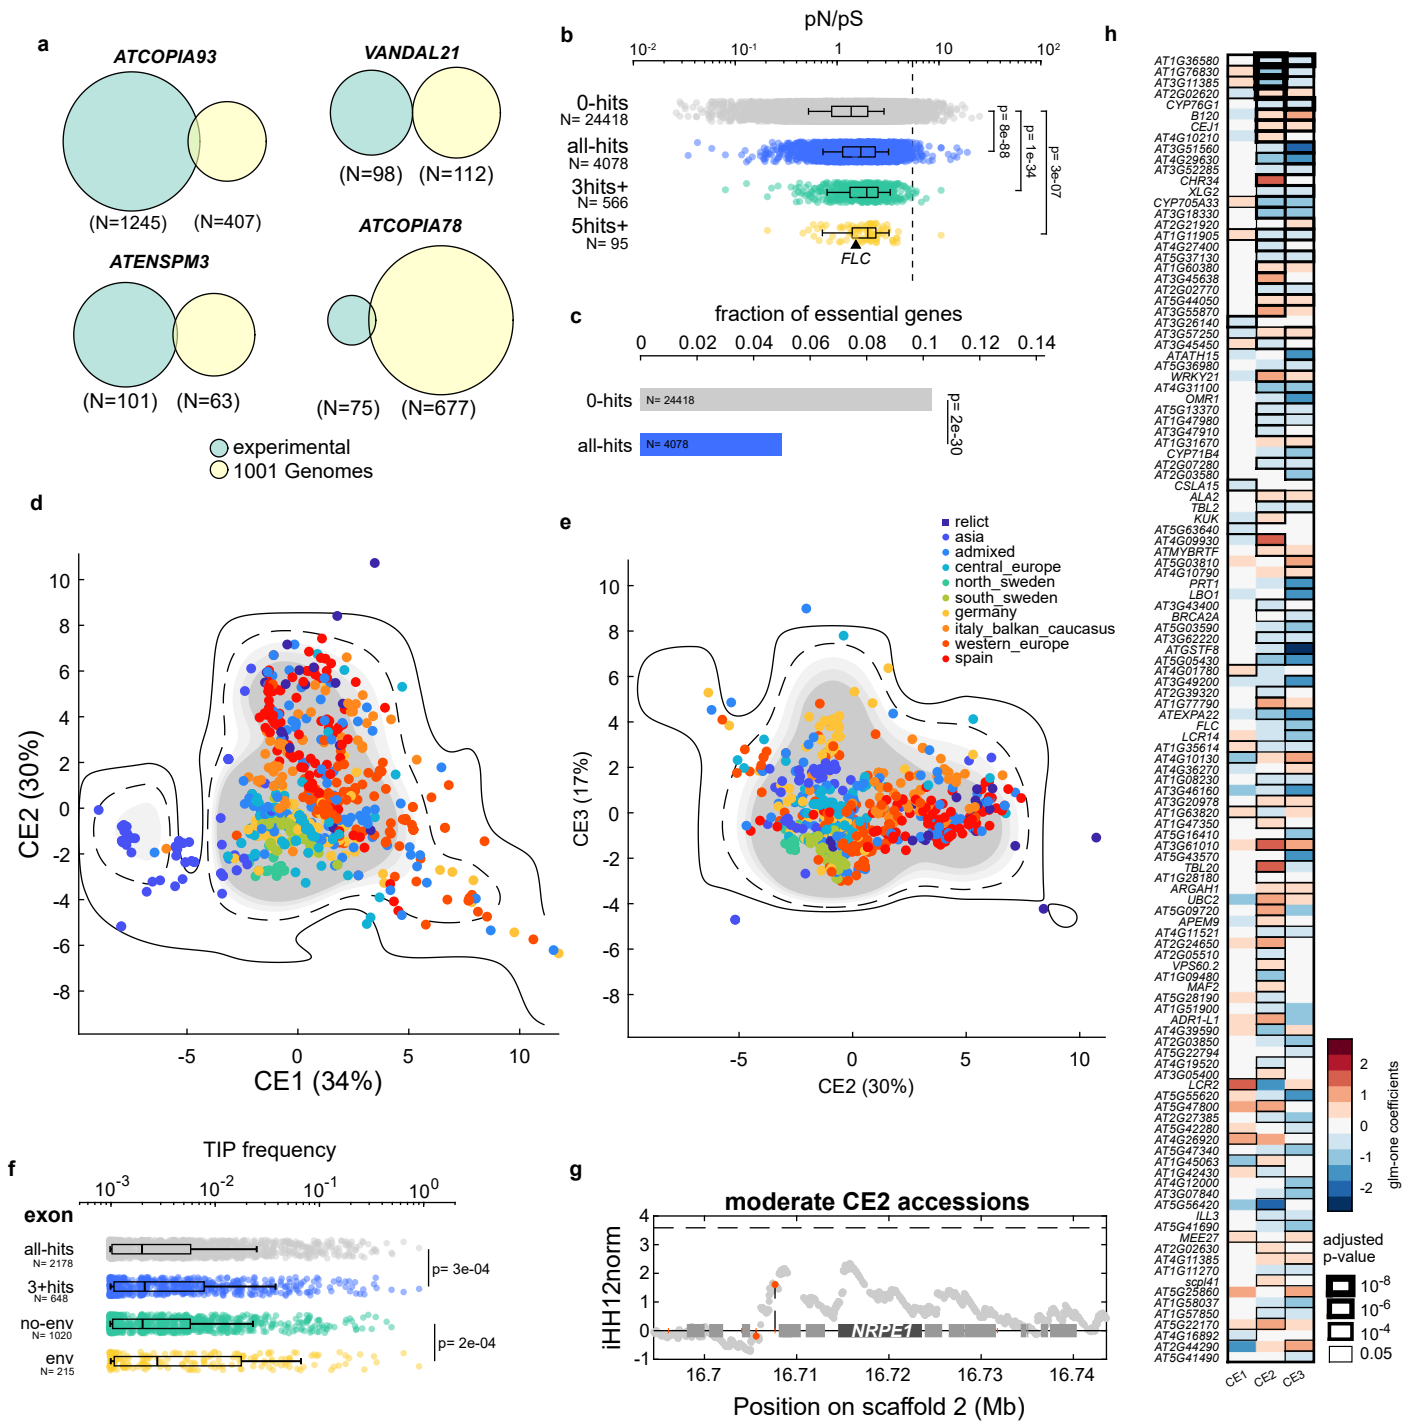 a
ATCOPIA93
(N=1245)
(N=407)
VANDAL21
(N=98)
(N=112)
ATENSPM3
(N=101)
(N=63)
ATCOPIA78
(N=75)
(N=677)
experimental
1001 Genomes
b
pN/pS
10-2
10-1
1
10
102
0-hits
N= 24418
all-hits
N= 4078
3hits+
N= 566
5hits+
N= 95
FLC
p= 8e-88
p= 1e-34
p= 3e-07
c
fraction of essential genes
0
0.02
0.04
0.06
0.08
0.1
0.12
0.14
0-hits
N= 24418
all-hits
N= 4078
p= 2e-30
d
CE2 (30%)
10
8
6
4
2
0
-2
-4
-6
-8
-5
0
5
10
CE1 (34%)
e
relict
asia
admixed
central_europe
north_sweden
south_sweden
germany
italy_balkan_caucasus
western_europe
spain
CE3 (17%)
10
8
6
4
2
0
-2
-4
-6
-8
-5
0
5
10
CE2 (30%)
f
TIP frequency
10-3
10-2
10-1
100
exon
all-hits
N= 2178
3+hits
N= 648
no-env
N= 1020
env
N= 215
p= 3e-04
p= 2e-04
g
moderate CE2 accessions
iHH12norm
4
3
2
1
0
-1
NRPE1
16.7
16.71
16.72
16.73
16.74
Position on scaffold 2 (Mb)
h
AT1G36580
AT1G76830
AT3G11385
AT2G02620
CYP76G1
B120
CEJ1
AT4G10210
AT3G51560
AT4G29630
AT3G52285
CHR34
XLG2
CYP705A33
AT3G18330
AT2G21920
AT1G11905
AT4G27400
AT5G37130
AT1G60380
AT3G45638
AT2G02770
AT5G44050
AT3G55870
AT3G26140
AT3G57250
AT3G45450
ATATH15
AT5G36980
WRKY21
AT4G31100
OMR1
AT5G13370
AT1G47980
AT3G47910
AT1G31670
CYP71B4
AT2G07280
AT2G03580
CSLA15
ALA2
TBL2
KUK
AT5G63640
AT4G09930
ATMYBRTF
AT5G03810
AT4G10790
PRT1
LBO1
AT3G43400
BRCA2A
AT5G03590
AT3G62220
ATGSTF8
AT5G05430
AT4G01780
AT3G49200
AT2G39320
AT1G77790
ATEXPA22
FLC
LCR14
AT1G35614
AT4G10130
AT4G36270
AT1G08230
AT3G46160
AT3G20978
AT1G63820
AT1G47350
AT5G16410
AT3G61010
AT5G43570
TBL20
AT1G28180
ARGAH1
UBC2
AT5G09720
APEM9
AT4G11521
AT2G24650
AT2G05510
VPS60.2
AT1G09480
MAF2
AT5G28190
AT1G51900
ADR1-L1
AT4G39590
AT2G03850
AT5G22794
AT4G19520
AT3G05400
LCR2
AT5G55620
AT5G47800
AT2G27385
AT5G42280
AT4G26920
AT5G47340
AT1G45063
AT1G42430
AT4G12000
AT3G07840
AT5G56420
ILL3
AT5G41690
MEE27
AT2G02630
AT4G11385
AT1G11270
scpl41
AT5G25860
AT1G58037
AT1G57850
AT5G22170
AT4G16892
AT2G44290
AT5G41490
CE1
CE2
CE3
2
1
0
-1
-2
glm-one coefficients
adjusted
p-value
10-8
10-6
10-4
0.05